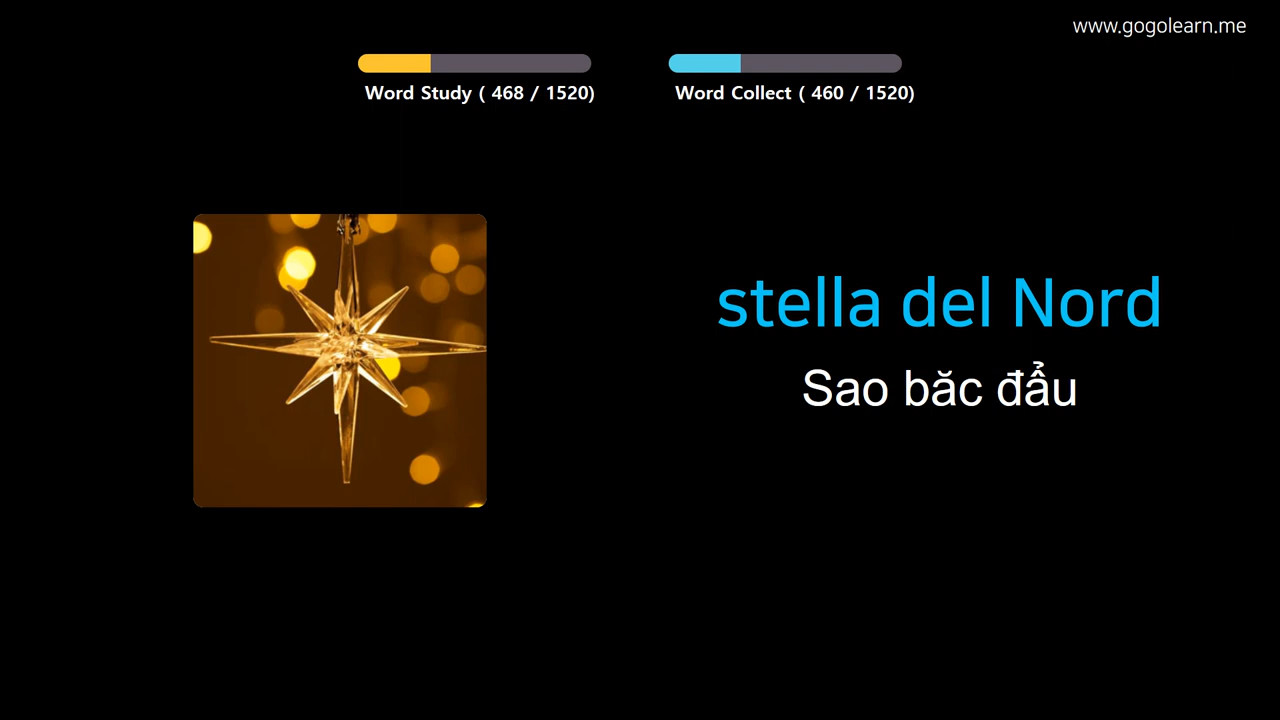 www.gogolearn.me
Word Study ( 468 / 1520)
Word Collect ( 460 / 1520)
stella del Nord
Sao băc đẩu